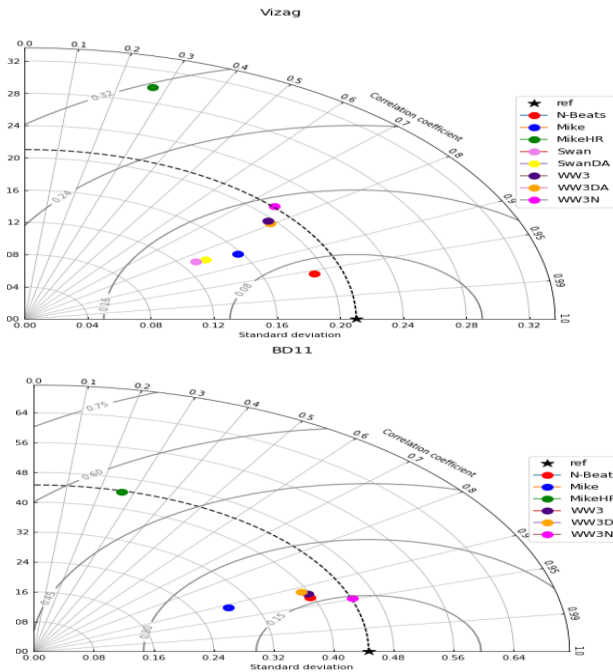 Vizag
0.0 0.1 0.2 0.3 0.4 0.5 0.6 0.7 0.8 0.9 0.95 0.99 1.0
Correlation coefficient
32
28
24
20
16
12
08
04
00
0.32
0.24
0.16
0.08
0.00 0.04 0.08 0.12 0.16 0.20 0.24 0.28 0.32
Standard deviation
ref
N-Beats
Mike
MikeHR
Swan
SwanDA
WW3
WW3DA
WW3N
BD11
0.0 0.1 0.2 0.3 0.4 0.5 0.6 0.7 0.8 0.9 0.95 0.99 1.0
Correlation coefficient
64
56
48
40
32
24
16
08
00
0.75
0.60
0.45
0.30
0.15
0.00 0.08 0.16 0.24 0.32 0.40 0.48 0.56 0.64
Standard deviation
ref
N-Beat
Mike
MikeHR
WW3
WW3D
WW3N